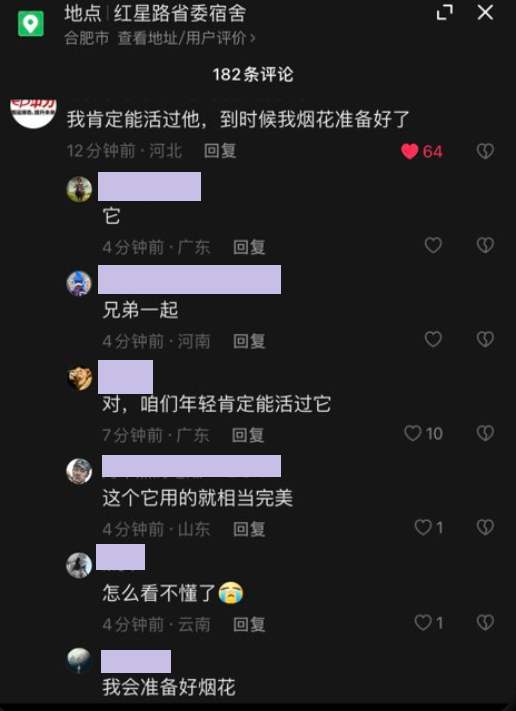 地点 | 红星路省委宿舍
合肥市 查看地址/用户评价>
182条评论
我肯定能活过他，到时候我烟花准备好了
12分钟前 · 河北 回复 64
它
4分钟前 · 广东 回复
兄弟一起
4分钟前 · 河南 回复
对，咱们年轻肯定能活过它
7分钟前 · 广东 回复 10
这个它用的就相当完美
4分钟前 · 山东 回复 1
怎么看不懂了😭
4分钟前 · 云南 回复 1
我会准备好烟花